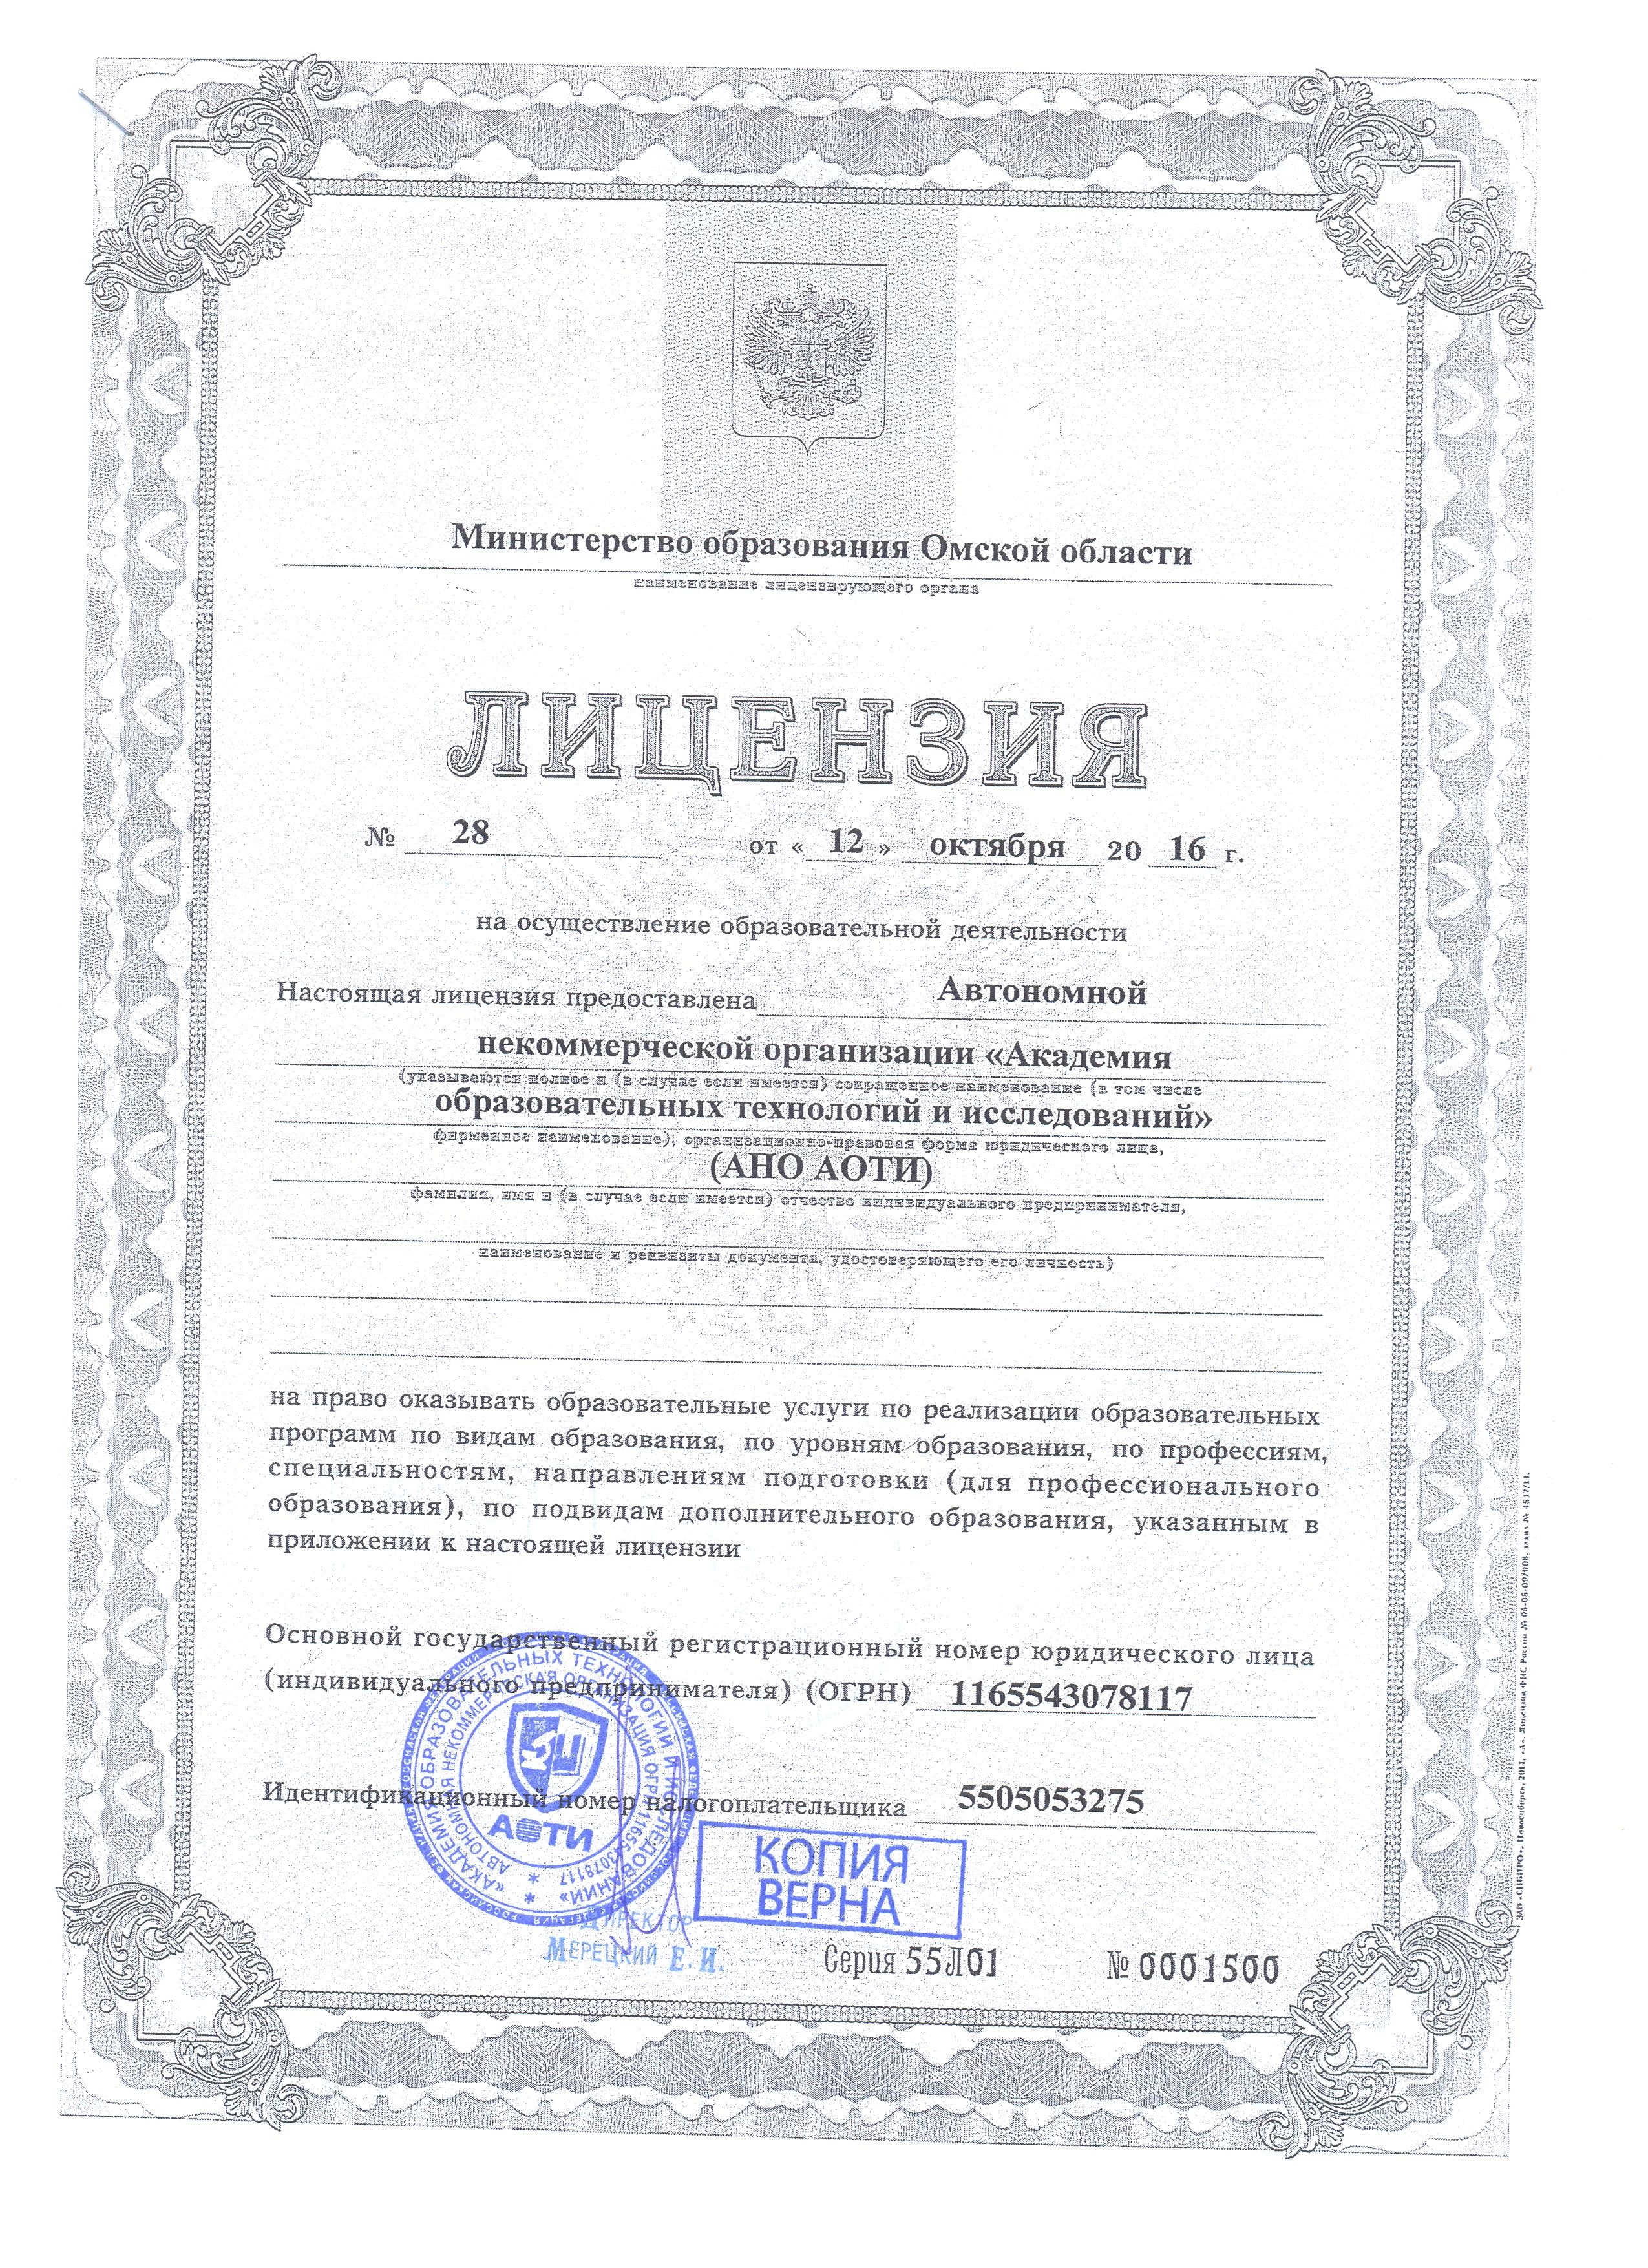 Министерство образования Омской области
наименование лицензирующего органа
ЛИЦЕНЗИЯ
№ 28 от « 12 » октября 20 16 г.
на осуществление образовательной деятельности
Настоящая лицензия предоставлена Автономной
некоммерческой организации «Академия
(указываются полное и (в случае если имеется) сокращенное наименование (в том числе
образовательных технологий и исследований»
фирменное наименование), организационно-правовая форма юридического лица,
(АНО АОТИ)
фамилия, имя и (в случае если имеется) отчество индивидуального предпринимателя,
наименование и реквизиты документа, удостоверяющего его личность)
на право оказывать образовательные услуги по реализации образовательных
программ по видам образования, по уровням образования, по профессиям,
специальностям, направлениям подготовки (для профессионального
образования), по подвидам дополнительного образования, указанным в
приложении к настоящей лицензии
Основной государственный регистрационный номер юридического лица
(индивидуального предпринимателя) (ОГРН) 1165543078117
Идентификационный номер налогоплательщика 5505053275
«АКАДЕМИЯ ОБРАЗОВАТЕЛЬНЫХ ТЕХНОЛОГИЙ И ИССЛЕДОВАНИЙ»
АВТОНОМНАЯ НЕКОММЕРЧЕСКАЯ ОРГАНИЗАЦИЯ ОГРН 1165543078117
АОТИ
КОПИЯ
ВЕРНА
ДИРЕКТОР
МЕРЕЦКИЙ Е. И.
Серия 55Л01 № 0001500
ЗАО «СИБПРО», Новосибирск, 2014, «А». Лицензия ФНС России № 05-05-09/008, заказ №